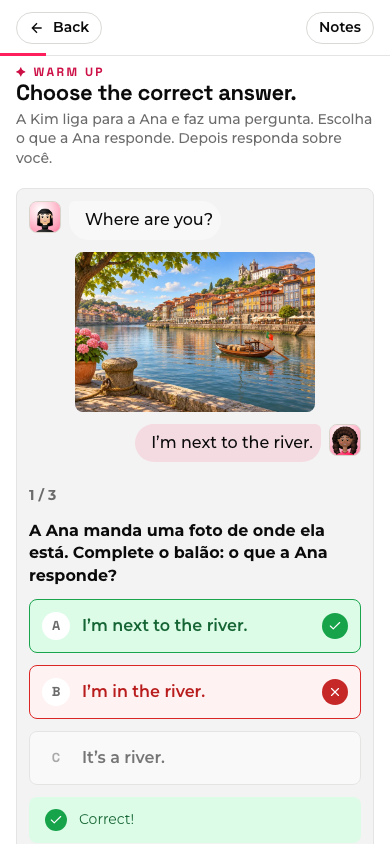 Back
Notes
WARM UP
Choose the correct answer.
A Kim liga para a Ana e faz uma pergunta. Escolha
o que a Ana responde. Depois responda sobre
você.
Where are you?
I'm next to the river.
1 / 3
A Ana manda uma foto de onde ela
está. Complete o balão: o que a Ana
responde?
A I'm next to the river.
B I'm in the river.
C It's a river.
Correct!